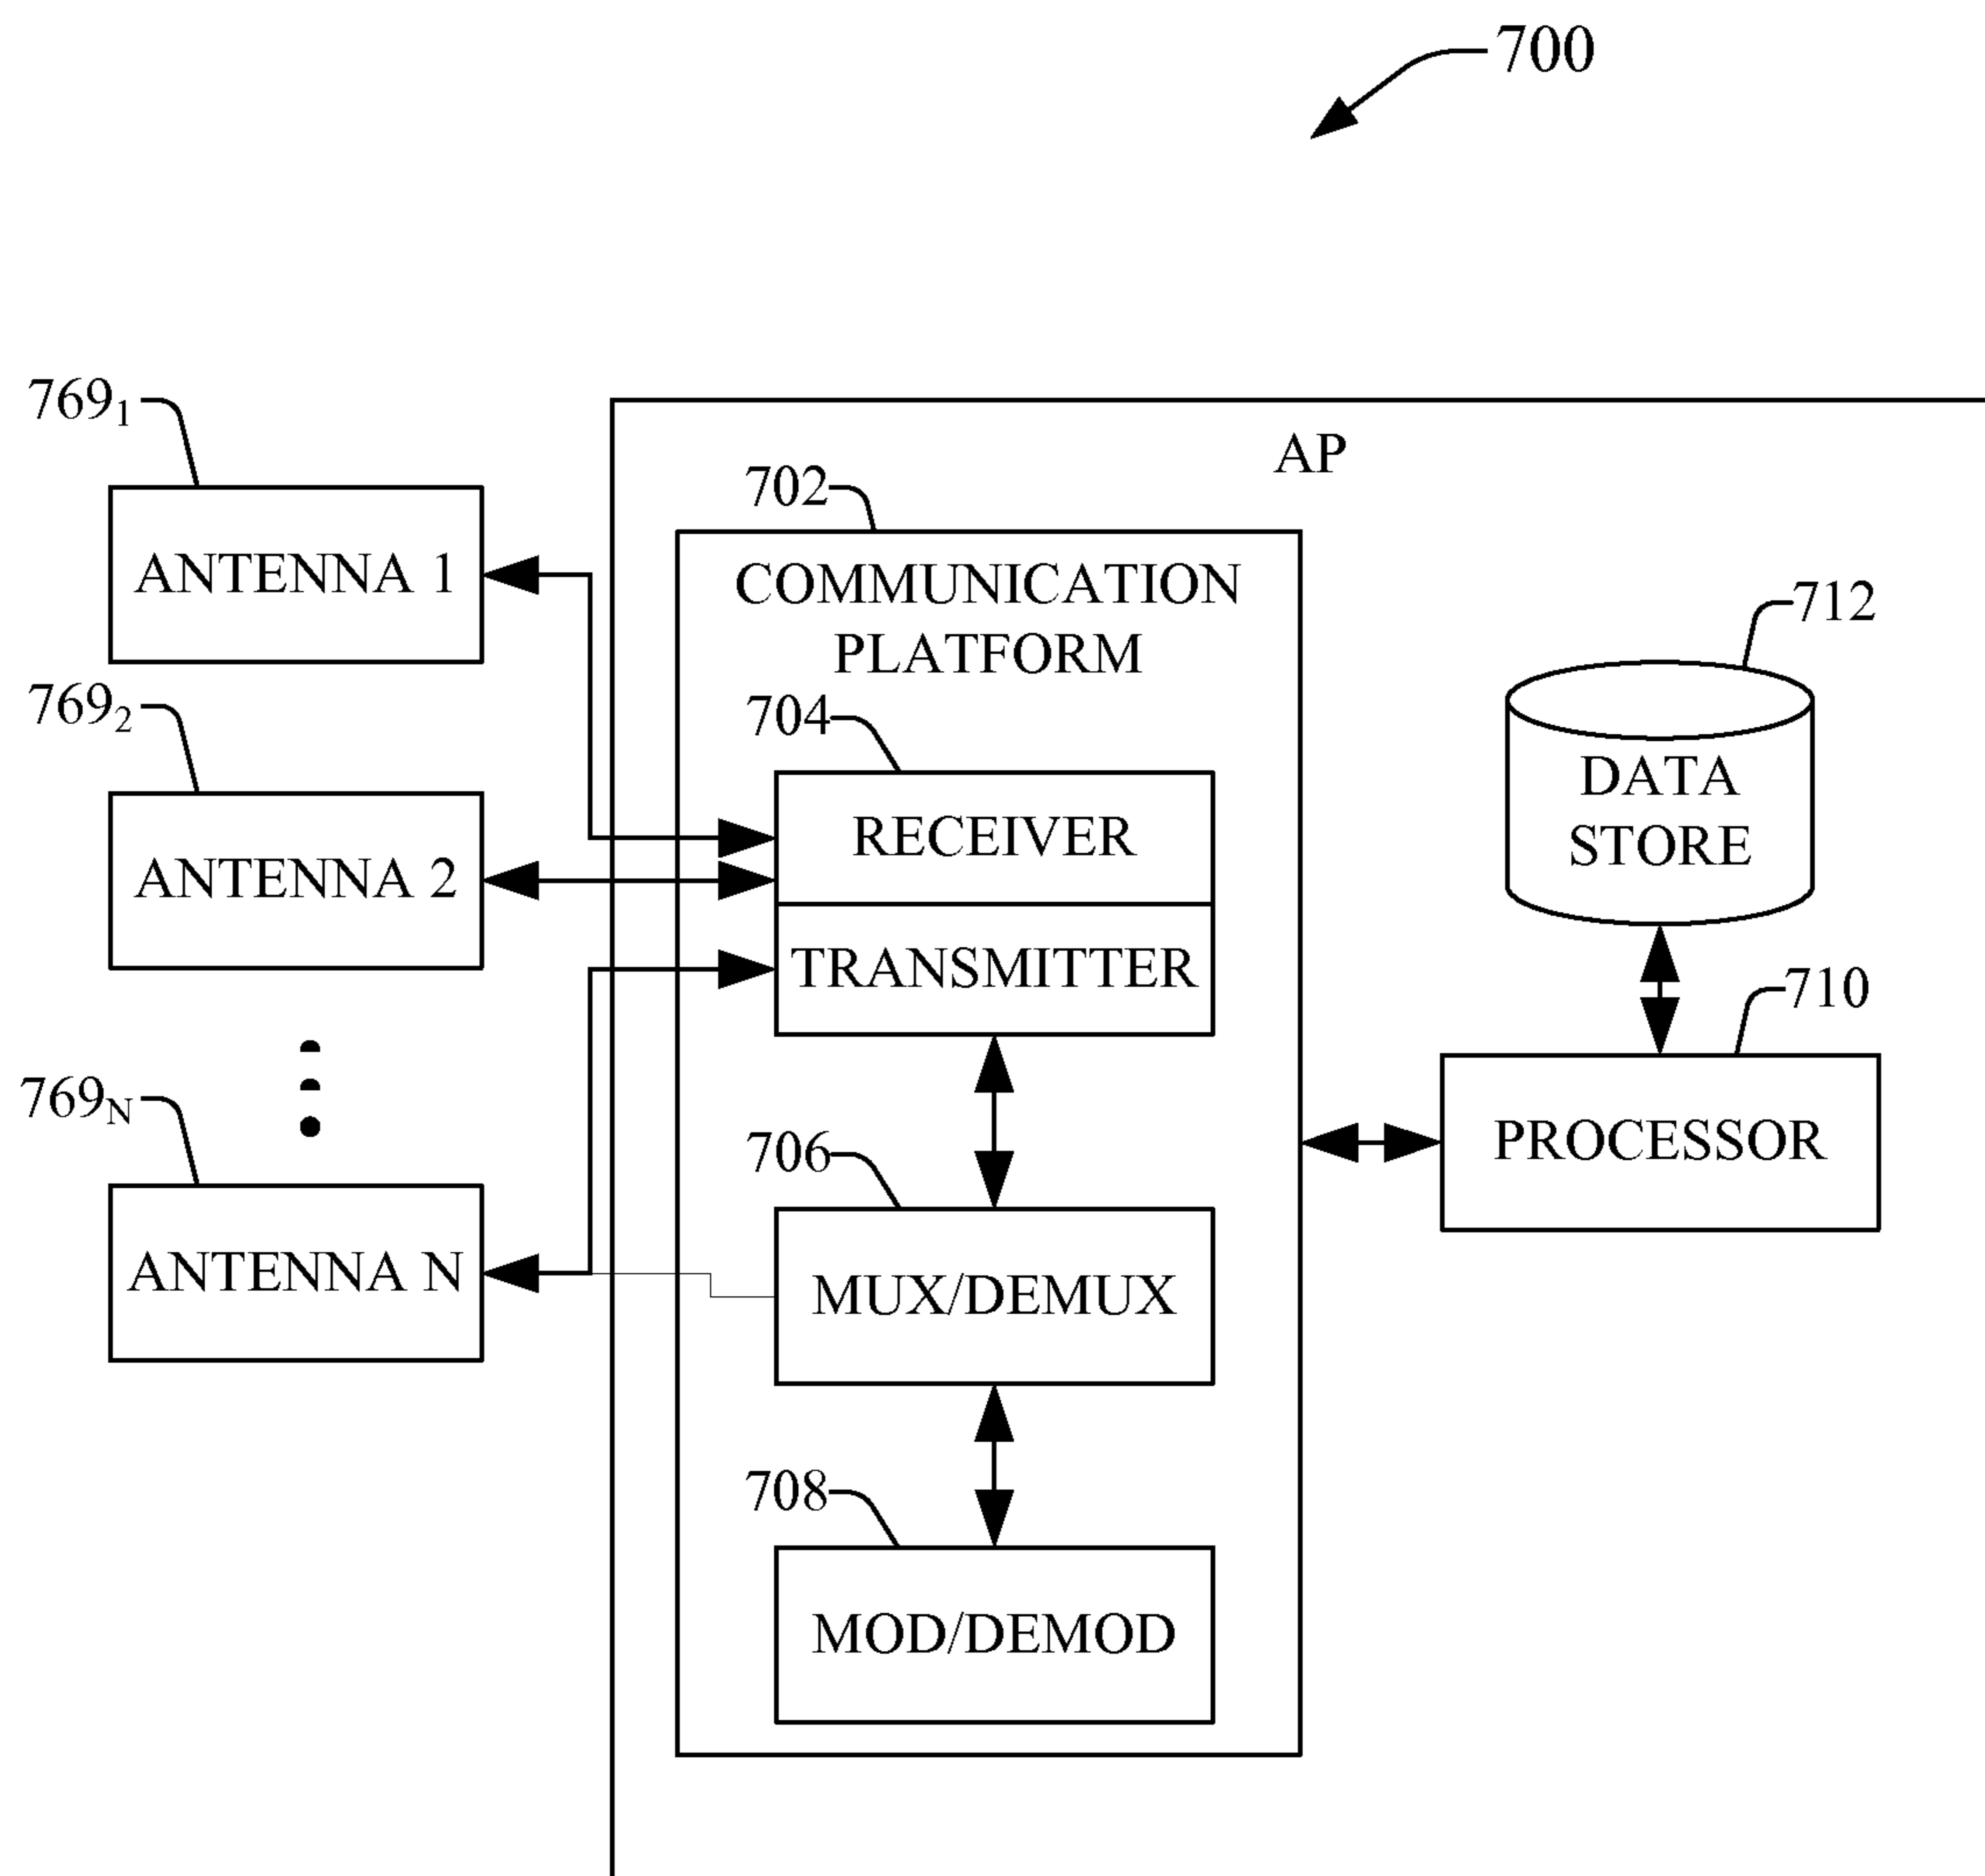 700
769₁
AP
702
ANTENNA 1
COMMUNICATION
PLATFORM
712
769₂
704
DATA
STORE
RECEIVER
ANTENNA 2
TRANSMITTER
710
769N
706
PROCESSOR
ANTENNA N
MUX/DEMUX
708
MOD/DEMOD